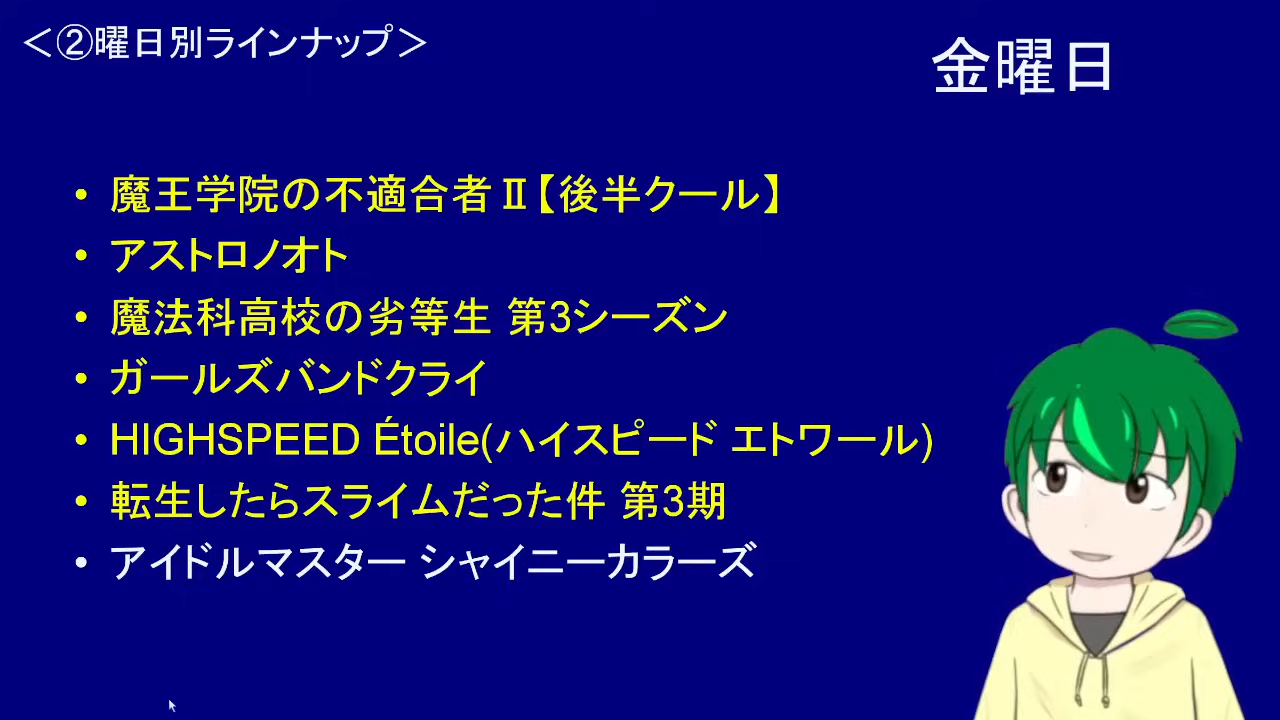 ＜②曜日別ラインナップ＞
金曜日
・魔王学院の不適合者Ⅱ【後半クール】
・アストロノオト
・魔法科高校の劣等生 第3シーズン
・ガールズバンドクライ
・HIGHSPEED Étoile(ハイスピード エトワール)
・転生したらスライムだった件 第3期
・アイドルマスター シャイニーカラーズ